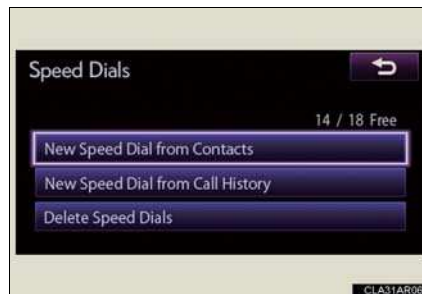 Speed Dials
14 / 18 Free
New Speed Dial from Contacts
New Speed Dial from Call History
Delete Speed Dials
CLA31AR06